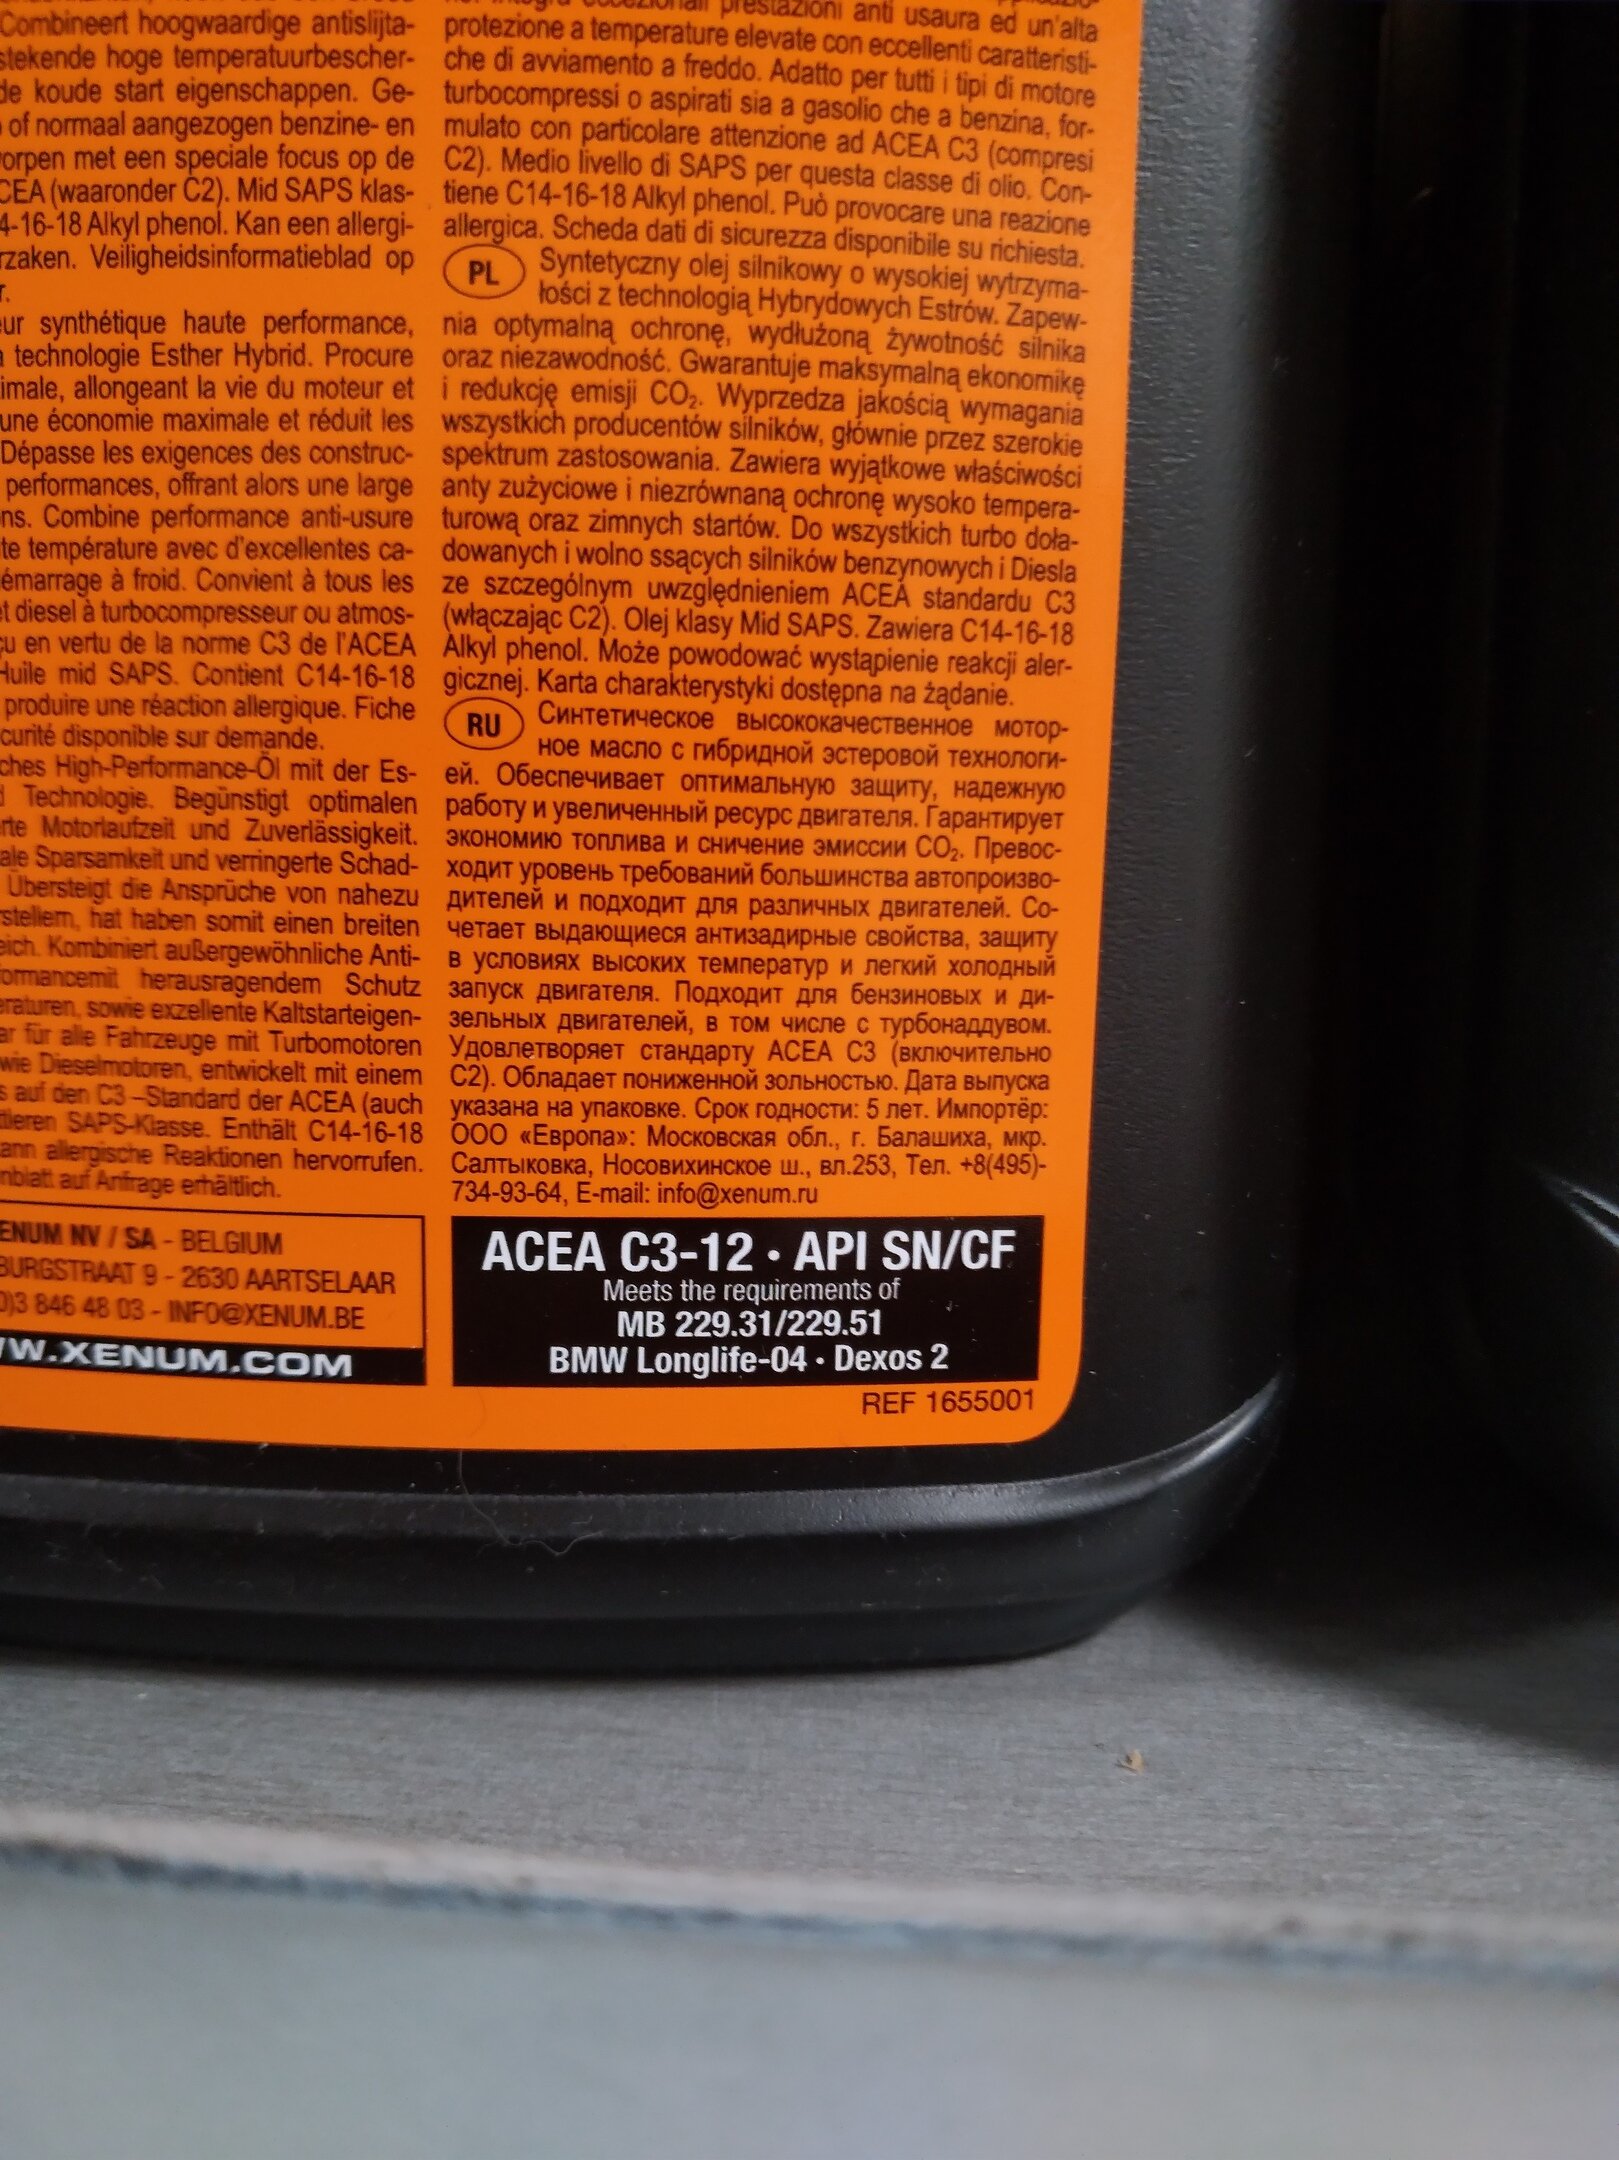 Combineert hoogwaardige antislijta-
stekende hoge temperatuurbescher-
de koude start eigenschappen. Ge-
of normaal aangezogen benzine- en
orpen met een speciale focus op de
CEA (waaronder C2). Mid SAPS klas-
4-16-18 Alkyl phenol. Kan een allergi-
rzaken. Veiligheidsinformatieblad op
r.
eur synthétique haute performance,
technologie Esther Hybrid. Procure
imale, allongeant la vie du moteur et
une économie maximale et réduit les
Dépasse les exigences des construc-
performances, offrant alors une large
ns. Combine performance anti-usure
te température avec d'excellentes ca-
émarrage à froid. Convient à tous les
et diesel à turbocompresseur ou atmos-
çu en vertu de la norme C3 de l'ACEA
Huile mid SAPS. Contient C14-16-18
produire une réaction allergique. Fiche
curité disponible sur demande.
ches High-Performance-Öl mit der Es-
d Technologie. Begünstigt optimalen
rte Motorlaufzeit und Zuverlässigkeit.
ale Sparsamkeit und verringerte Schad-
Übersteigt die Ansprüche von nahezu
rstellern, hat haben somit einen breiten
eich. Kombiniert außergewöhnliche Anti-
formancemit herausragendem Schutz
eraturen, sowie exzellente Kaltstarteigen-
ar für alle Fahrzeuge mit Turbomotoren
wie Dieselmotoren, entwickelt mit einem
s auf den C3 –Standard der ACEA (auch
ttleren SAPS-Klasse. Enthält C14-16-18
ann allergische Reaktionen hervorrufen.
nblatt auf Anfrage erhältlich.
ENUM NV / SA - BELGIUM
BURGSTRAAT 9 - 2630 AARTSELAAR
0)3 846 48 03 - INFO@XENUM.BE
WW.XENUM.COM
prestazioni anti usaura ed un'alta
protezione a temperature elevate con eccellenti caratteristi-
che di avviamento a freddo. Adatto per tutti i tipi di motore
turbocompressi o aspirati sia a gasolio che a benzina, for-
mulato con particolare attenzione ad ACEA C3 (compresi
C2). Medio livello di SAPS per questa classe di olio. Con-
tiene C14-16-18 Alkyl phenol. Può provocare una reazione
allergica. Scheda dati di sicurezza disponibile su richiesta.
PL Syntetyczny olej silnikowy o wysokiej wytrzyma-
łości z technologią Hybrydowych Estrów. Zapew-
nia optymalną ochronę, wydłużoną żywotność silnika
oraz niezawodność. Gwarantuje maksymalną ekonomikę
i redukcję emisji CO₂. Wyprzedza jakością wymagania
wszystkich producentów silników, głównie przez szerokie
spektrum zastosowania. Zawiera wyjątkowe właściwości
anty zużyciowe i niezrównaną ochronę wysoko tempera-
turową oraz zimnych startów. Do wszystkich turbo doła-
dowanych i wolno ssących silników benzynowych i Diesla
ze szczególnym uwzględnieniem ACEA standardu C3
(włączając C2). Olej klasy Mid SAPS. Zawiera C14-16-18
Alkyl phenol. Może powodować wystąpienie reakcji aler-
gicznej. Karta charakterystyki dostępna na żądanie.
RU Синтетическое высококачественное мотор-
ное масло с гибридной эстеровой технологи-
ей. Обеспечивает оптимальную защиту, надежную
работу и увеличенный ресурс двигателя. Гарантирует
экономию топлива и сничение эмиссии CO₂. Превос-
ходит уровень требований большинства автопроизво-
дителей и подходит для различных двигателей. Со-
четает выдающиеся антизадирные свойства, защиту
в условиях высоких температур и легкий холодный
запуск двигателя. Подходит для бензиновых и ди-
зельных двигателей, в том числе с турбонаддувом.
Удовлетворяет стандарту ACEA C3 (включительно
C2). Обладает пониженной зольностью. Дата выпуска
указана на упаковке. Срок годности: 5 лет. Импортёр:
ООО «Европа»: Московская обл., г. Балашиха, мкр.
Салтыковка, Носовихинское ш., вл.253, Тел. +8(495)-
734-93-64, E-mail: info@xenum.ru
ACEA C3-12 · API SN/CF
Meets the requirements of
MB 229.31/229.51
BMW Longlife-04 · Dexos 2
REF 1655001